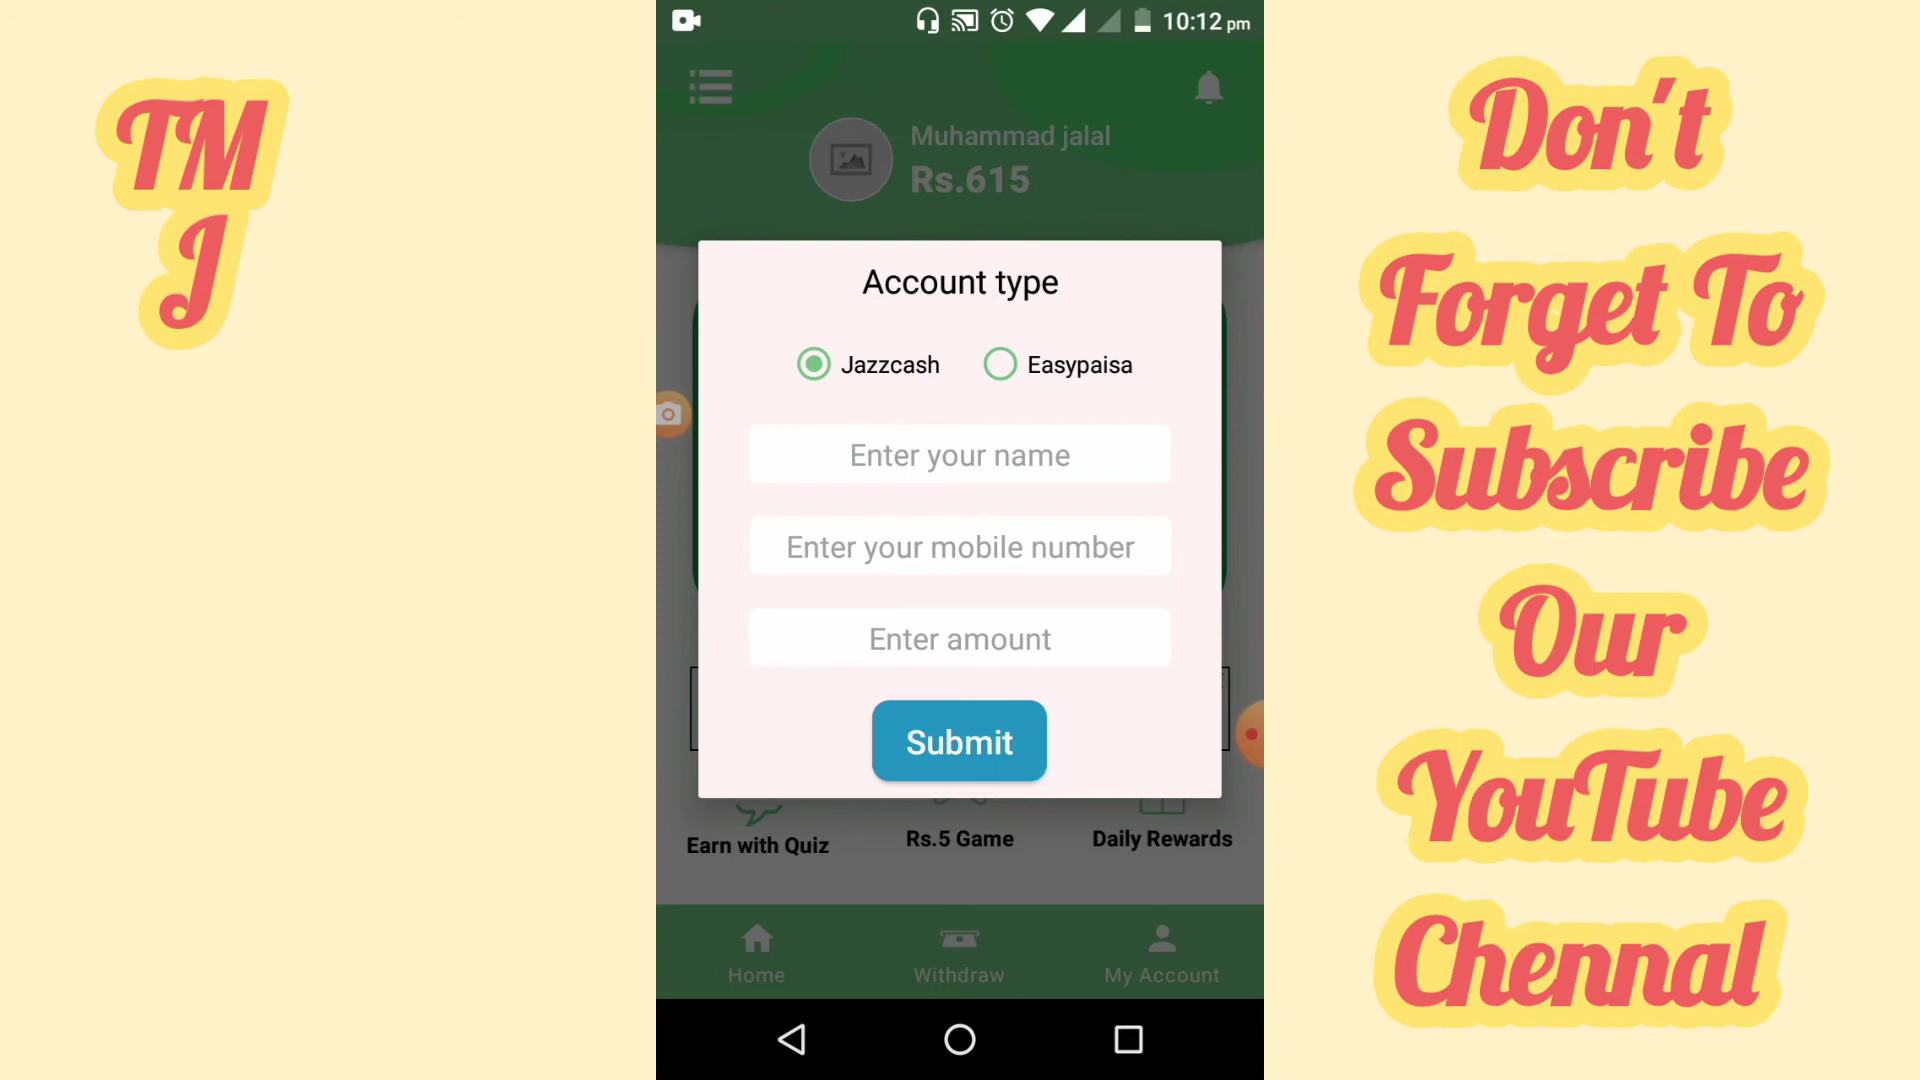 TM
J
10:12 pm
Muhammad jalal
Rs.615
Account type
Jazzcash
Easypaisa
Enter your name
Enter your mobile number
Enter amount
Submit
Earn with Quiz
Rs.5 Game
Daily Rewards
Home
Withdraw
My Account
Don't
Forget To
Subscribe
Our
YouTube
Chennal